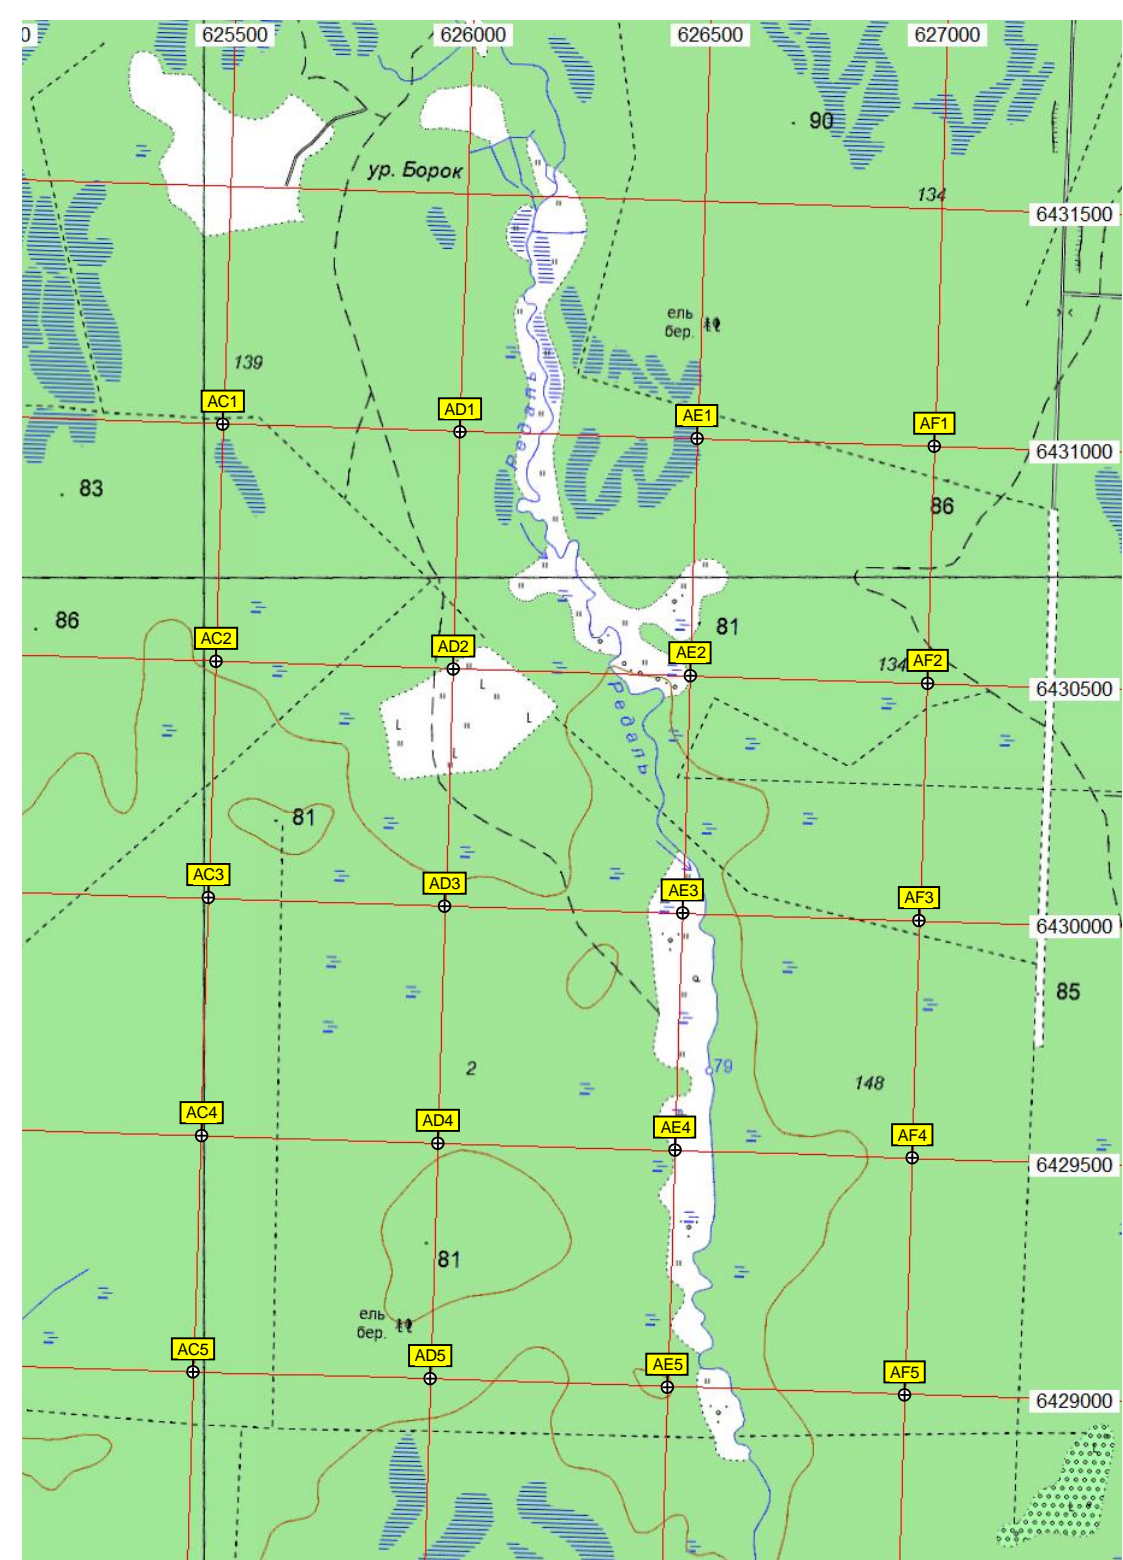 0
625500
626000
626500
627000
90
ур. Борок
134
6431500
ель
бер.
139
Редаль
AC1
AD1
AE1
AF1
6431000
83
86
86
81
AC2
AD2
AE2
134
AF2
6430500
L
L
L
L
Редаль
81
AC3
AD3
AE3
AF3
6430000
85
2
79
148
AC4
AD4
AE4
AF4
6429500
81
ель
бер.
AC5
AD5
AE5
AF5
6429000